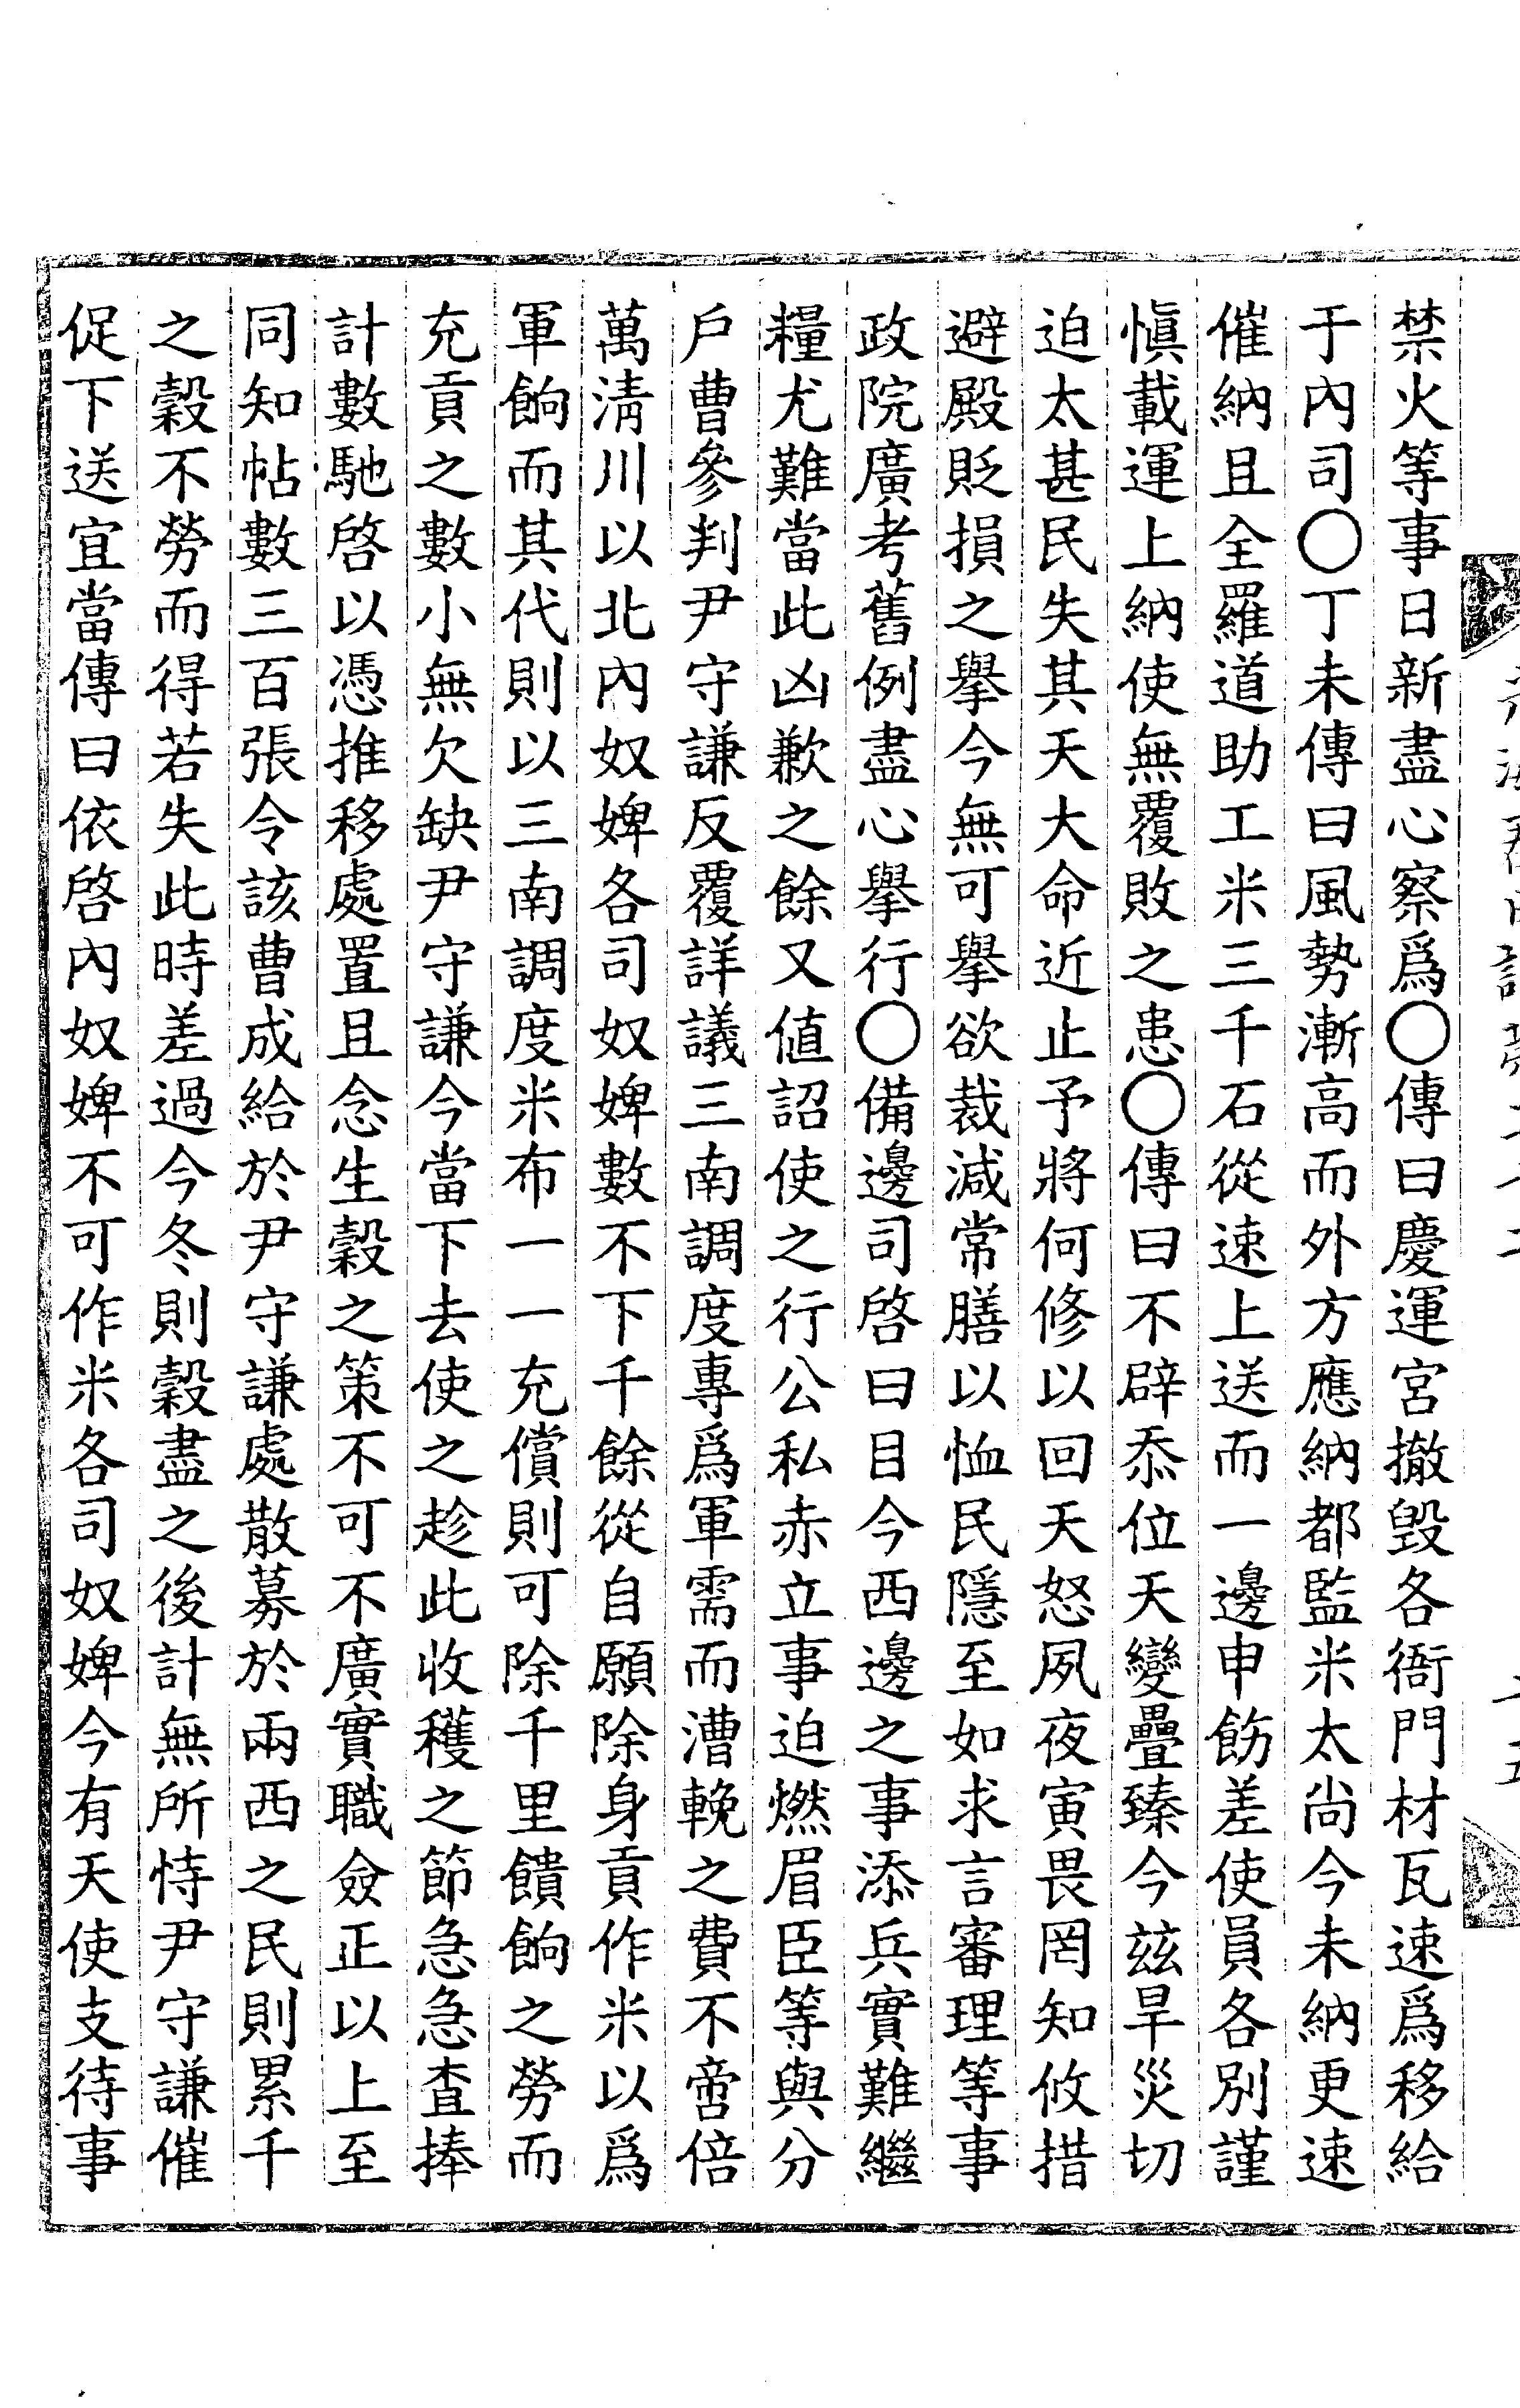 禁火等事日新盡心察爲○傳曰慶運宮撤毁各衙門材瓦速爲移給
于內司○丁未傳曰風勢漸高而外方應納都監米太尙今未納更速
催納且全羅道助工米三千石從速上送而一邊申飭差使員各別謹
愼載運上納使無覆敗之患○傳曰不辟忝位天變疊臻今玆旱災切
迫太甚民失其天大命近止予將何修以回天怒夙夜寅畏罔知攸措
避殿貶損之擧今無可擧欲裁減常膳以恤民隱至如求言審理等事
政院廣考舊例盡心擧行○備邊司啓曰目今西邊之事添兵實難繼
糧尤難當此凶歉之餘又値詔使之行公私赤立事迫燃眉臣等與分
戶曹參判尹守謙反覆詳議三南調度專爲軍需而漕輓之費不啻倍
萬淸川以北內奴婢各司奴婢數不下千餘從自願除身貢作米以爲
軍餉而其代則以三南調度米布一一充償則可除千里饋餉之勞而
充貢之數小無欠缺尹守謙今當下去使之趁此收穫之節急急査捧
計數馳啓以憑推移處置且念生穀之策不可不廣實職僉正以上至
同知帖數三百張令該曹成給於尹守謙處散募於兩西之民則累千
之穀不勞而得若失此時差過今冬則穀盡之後計無所恃尹守謙催
促下送宜當傳曰依啓內奴婢不可作米各司奴婢今有天使支待事